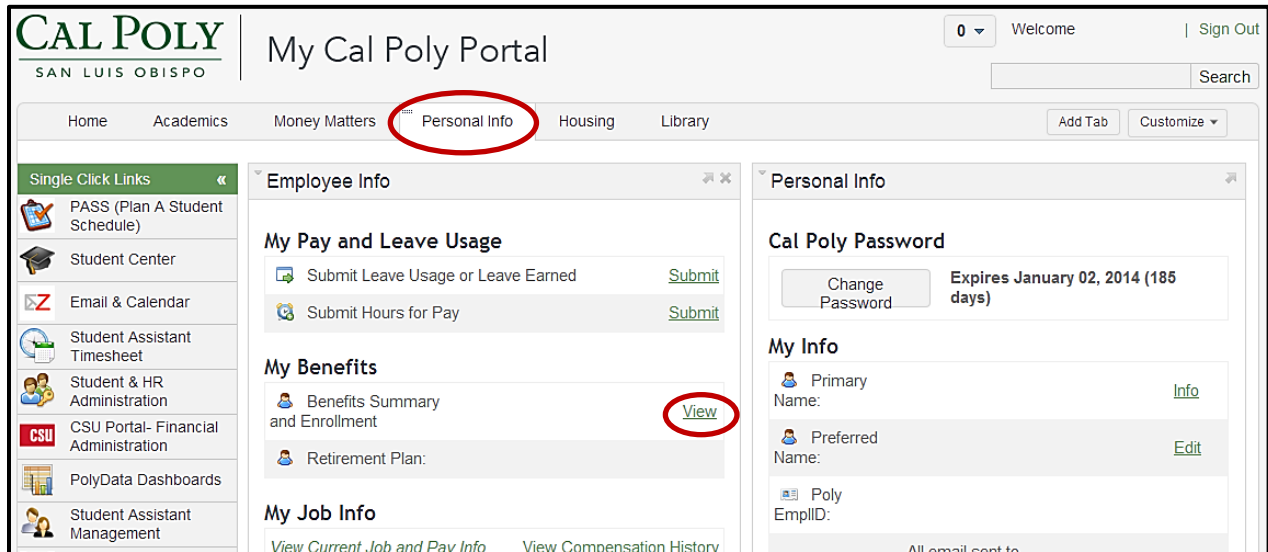 CAL POLY
SAN LUIS OBISPO
My Cal Poly Portal
0
Welcome
| Sign Out
Search
Home
Academics
Money Matters
Personal Info
Housing
Library
Add Tab
Customize
Single Click Links «
PASS (Plan A Student
Schedule)
Student Center
Email & Calendar
Student Assistant
Timesheet
Student & HR
Administration
CSU
CSU Portal- Financial
Administration
PolyData Dashboards
Student Assistant
Management
Employee Info
My Pay and Leave Usage
Submit Leave Usage or Leave Earned
Submit
Submit Hours for Pay
Submit
My Benefits
Benefits Summary
and Enrollment
View
Retirement Plan:
My Job Info
View Current Job and Pay Info
View Compensation History
Personal Info
Cal Poly Password
Change
Password
Expires January 02, 2014 (185
days)
My Info
Primary
Name:
Info
Preferred
Name:
Edit
Poly
EmplID:
All email sent to